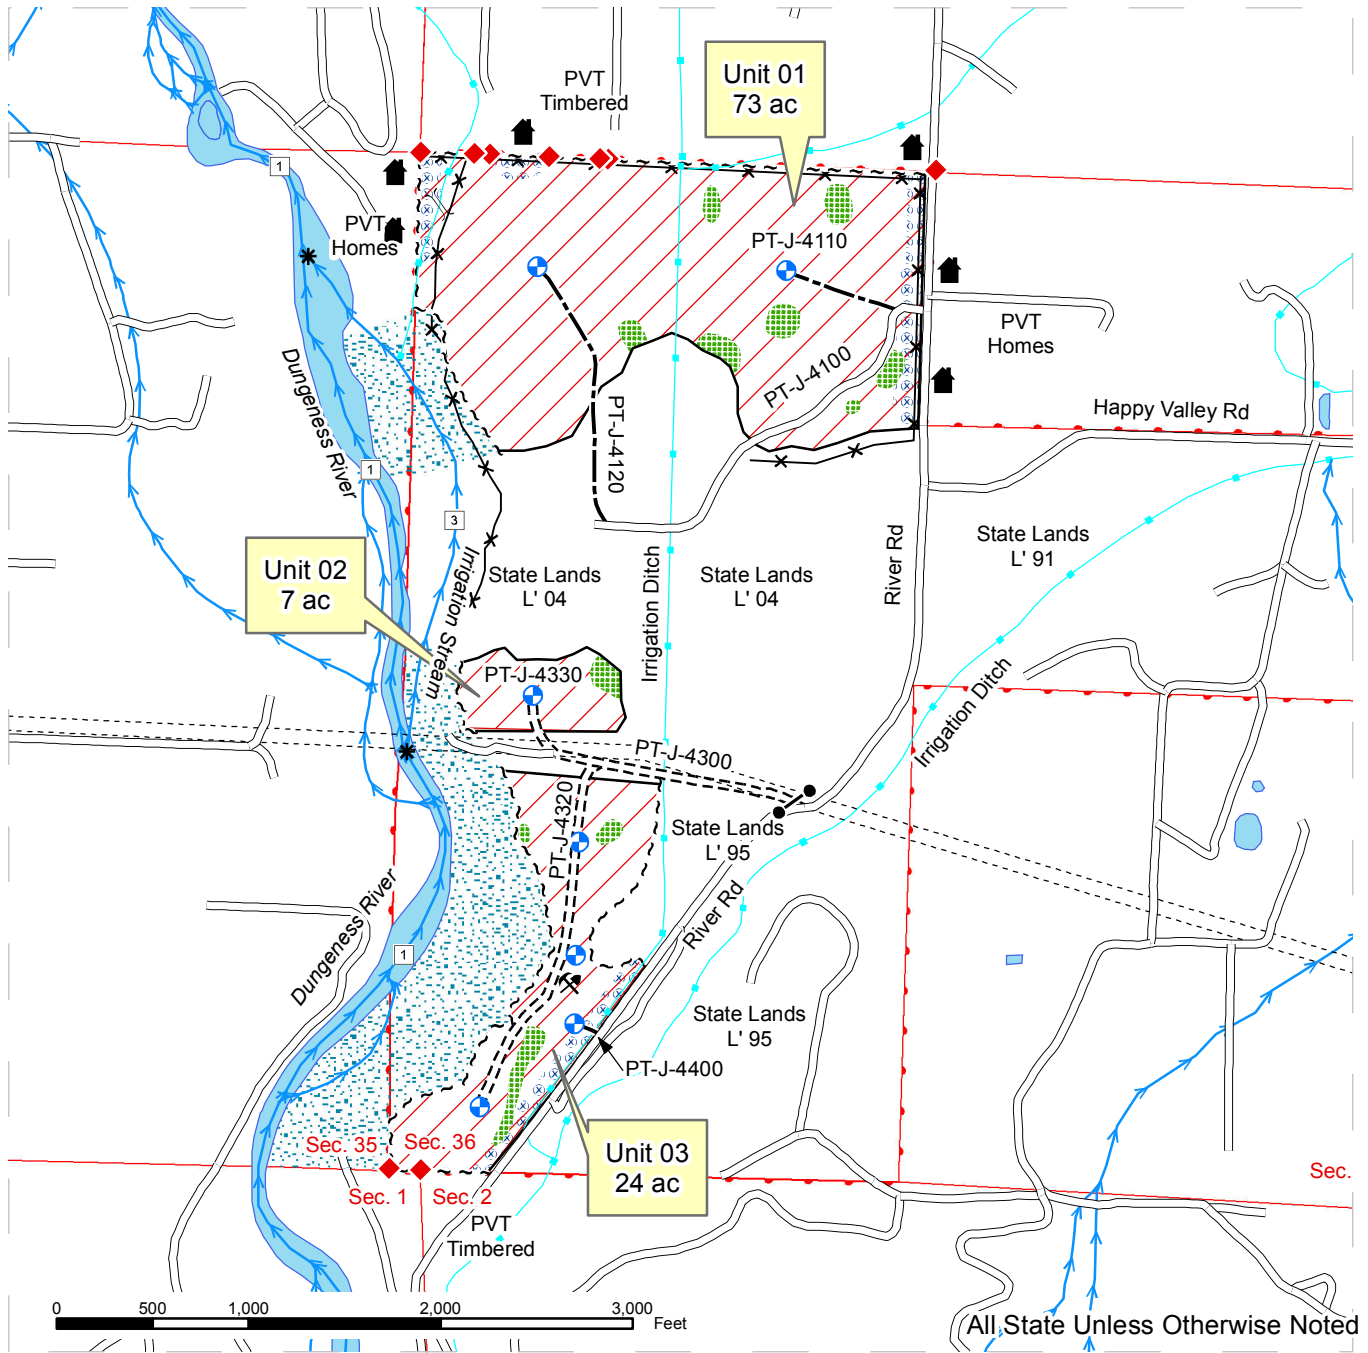 Unit 01
73 ac
PVT
Timbered
1
PVT
Homes
PT-J-4110
PVT
Homes
Dungeness River
PT-J-4100
Happy Valley Rd
PT-J-4120
1
3
State Lands
L' 91
Unit 02
7 ac
Irrigation Stream
State Lands
L' 04
Irrigation Ditch
State Lands
L' 04
River Rd
PT-J-4330
Irrigation Ditch
PT-J-4300
PT-J-4320
State Lands
L' 95
River Rd
Dungeness River
1
State Lands
L' 95
PT-J-4400
Sec. 35
Sec. 36
Unit 03
24 ac
Sec.
Sec. 1
Sec. 2
PVT
Timbered
0 500 1,000 2,000 3,000
Feet
All State Unless Otherwise Noted